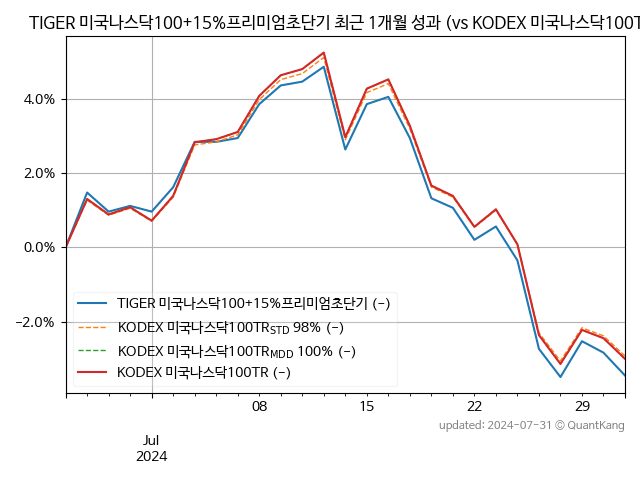 TIGER 미국나스닥100+15%프리미엄초단기 최근 1개월 성과 (vs KODEX 미국나스닥100T
4.0%
2.0%
0.0%
−2.0%
TIGER 미국나스닥100+15%프리미엄초단기 (-)
KODEX 미국나스닥100TRSTD 98% (-)
KODEX 미국나스닥100TRMDD 100% (-)
KODEX 미국나스닥100TR (-)
08
15
22
29
Jul
2024
updated: 2024-07-31 © QuantKang